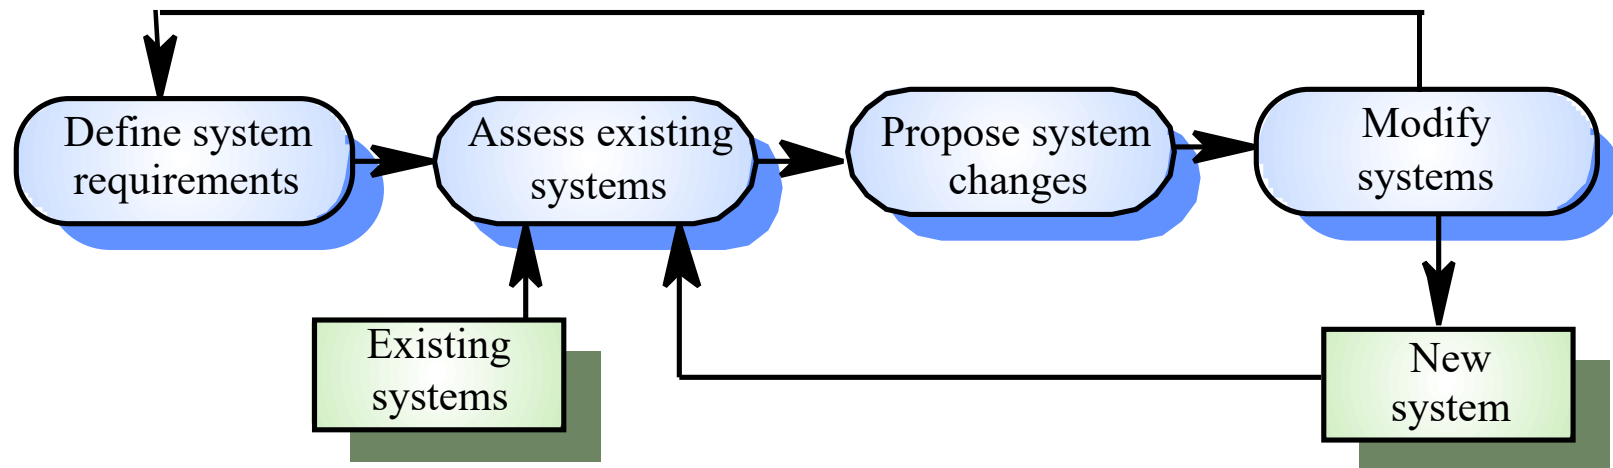 Define system
requirements
Assess existing
systems
Propose system
changes
Modify
systems
Existing
systems
New
system